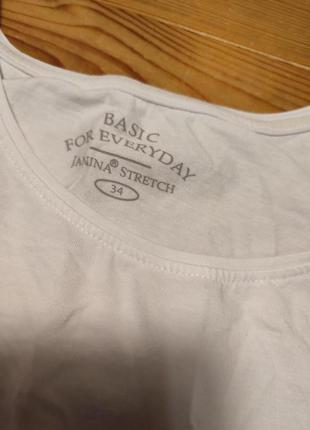 BASIC
FOR EVERYDAY
JANINA® STRETCH
34